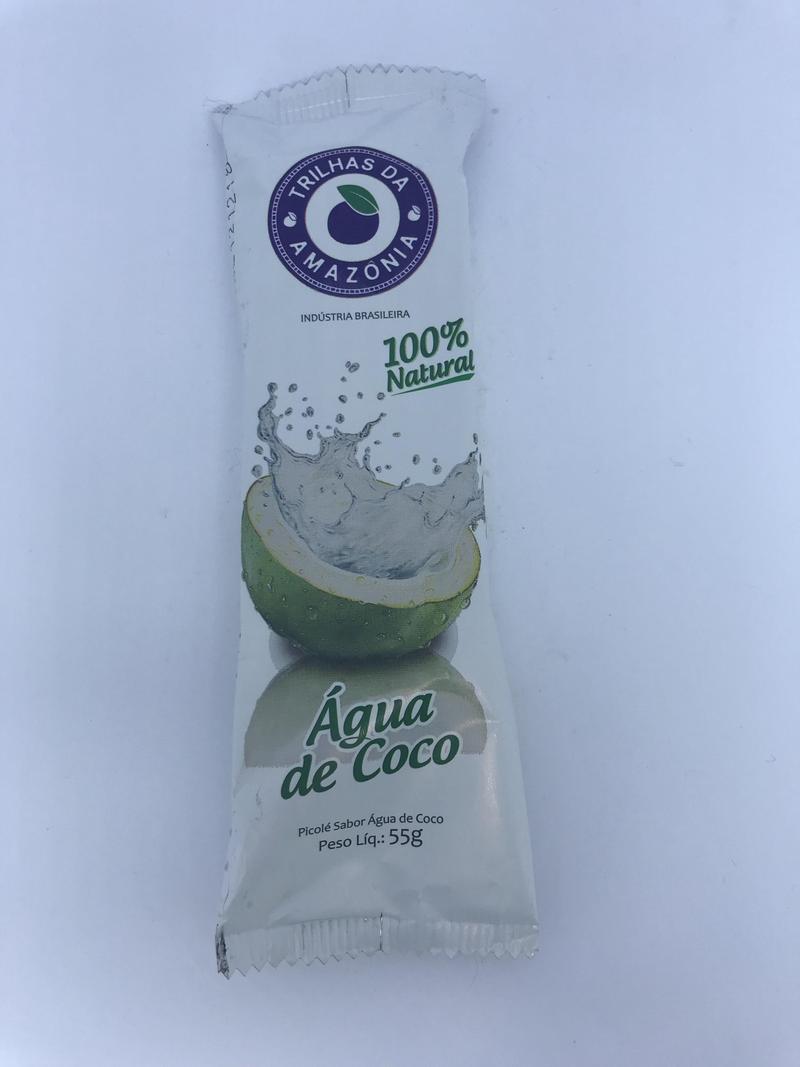 TRILHAS DA
AMAZÔNIA
INDÚSTRIA BRASILEIRA
100%
Natural
Água
de Coco
Picolé Sabor Água de Coco
Peso Líq.: 55g